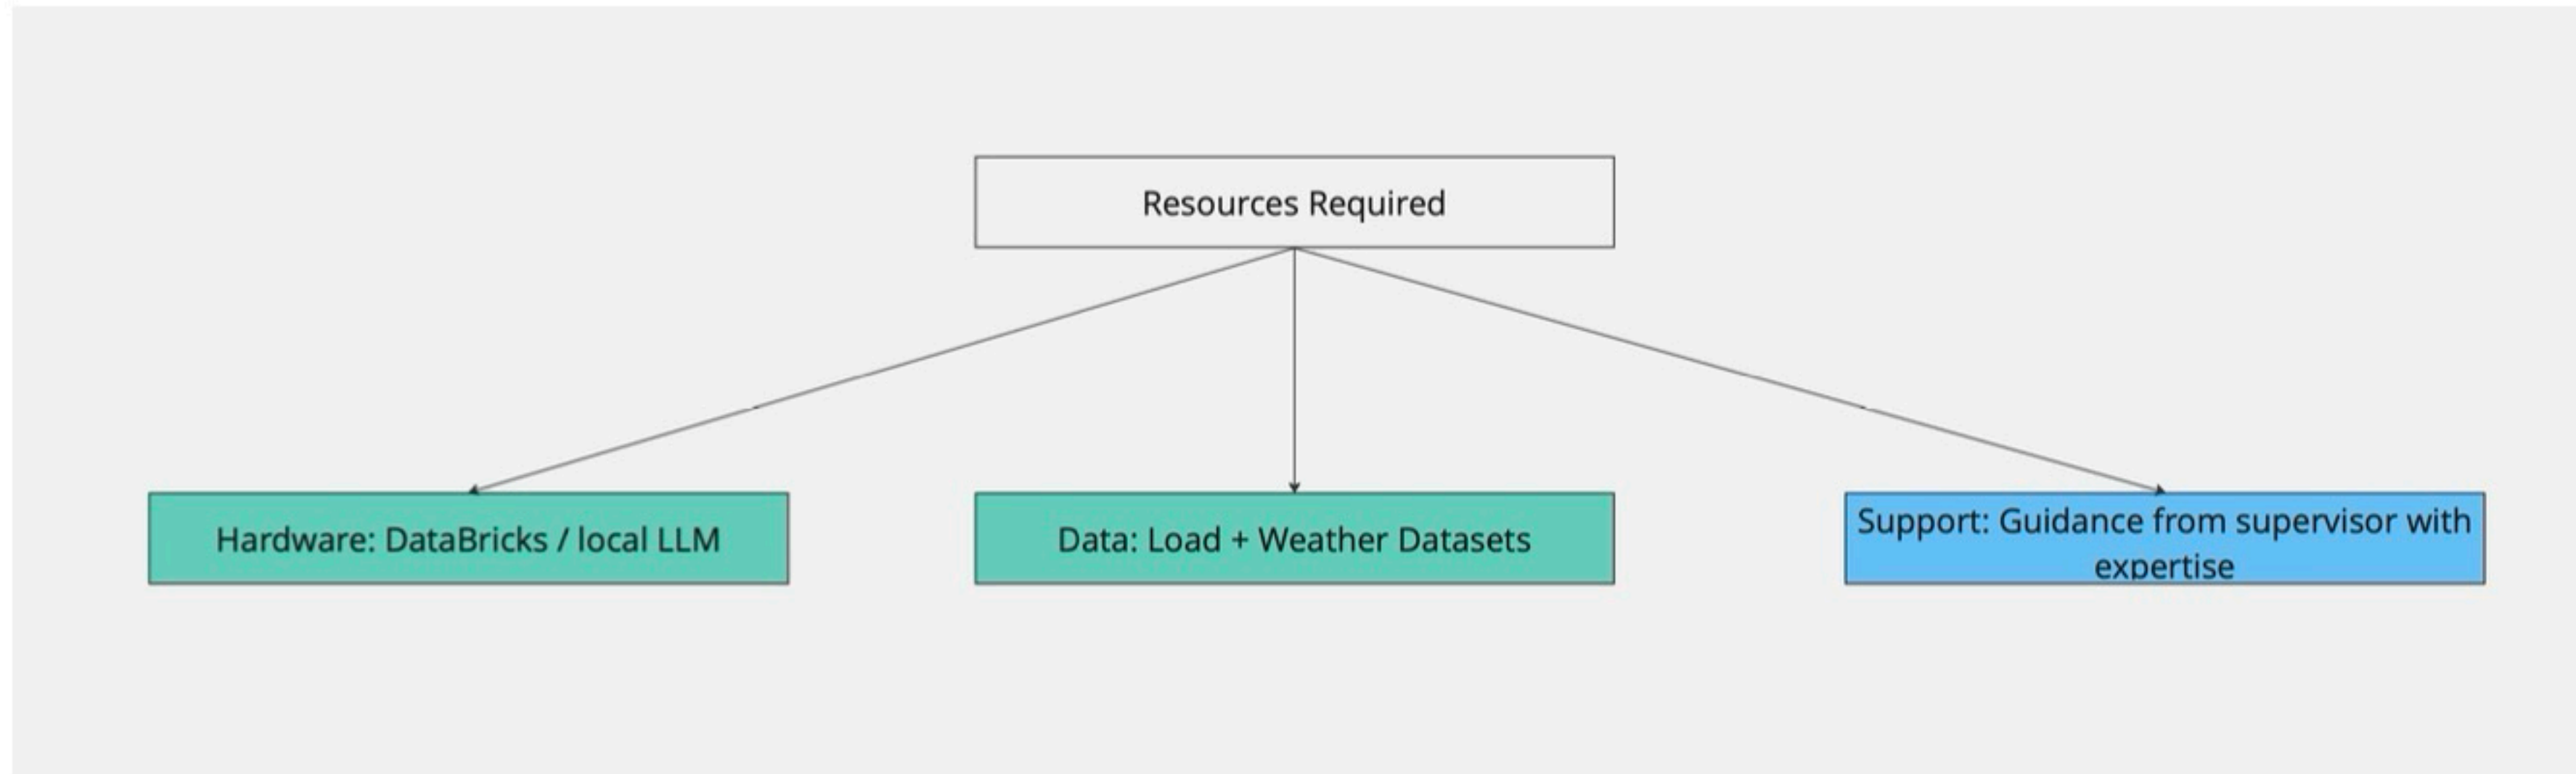 Resources Required
Hardware: DataBricks / local LLM
Data: Load + Weather Datasets
Support: Guidance from supervisor with
expertise